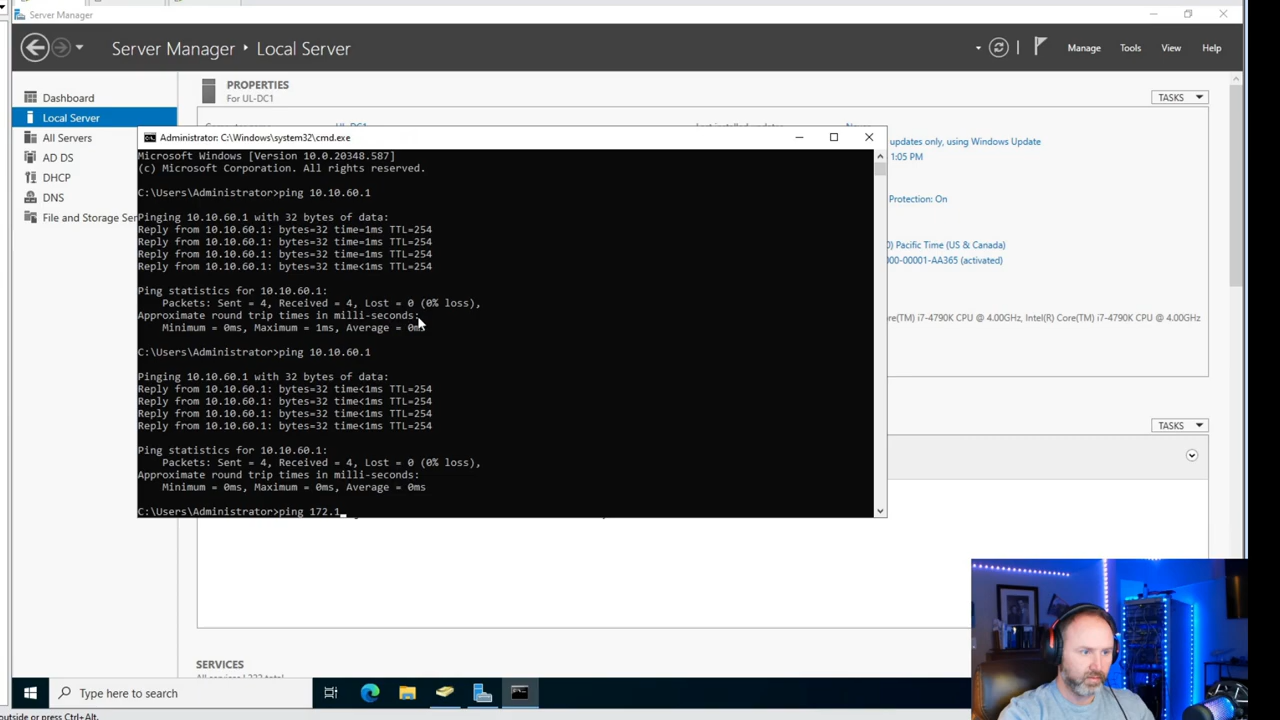 Server Manager
Server Manager • Local Server
Manage Tools View Help
Dashboard
Local Server
All Servers
AD DS
DHCP
DNS
File and Storage Ser
PROPERTIES
For UL-DC1
TASKS
updates only, using Windows Update
1:05 PM
Protection: On
) Pacific Time (US & Canada)
00-00001-AA365 (activated)
ore(TM) i7-4790K CPU @ 4.00GHz, Intel(R) Core(TM) i7-4790K CPU @ 4.00GHz
TASKS
Administrator: C:\Windows\system32\cmd.exe
Microsoft Windows [Version 10.0.20348.587]
(c) Microsoft Corporation. All rights reserved.
C:\Users\Administrator>ping 10.10.60.1
Pinging 10.10.60.1 with 32 bytes of data:
Reply from 10.10.60.1: bytes=32 time=1ms TTL=254
Reply from 10.10.60.1: bytes=32 time=1ms TTL=254
Reply from 10.10.60.1: bytes=32 time=1ms TTL=254
Reply from 10.10.60.1: bytes=32 time<1ms TTL=254
Ping statistics for 10.10.60.1:
Packets: Sent = 4, Received = 4, Lost = 0 (0% loss),
Approximate round trip times in milli-seconds:
Minimum = 0ms, Maximum = 1ms, Average = 0ms
C:\Users\Administrator>ping 10.10.60.1
Pinging 10.10.60.1 with 32 bytes of data:
Reply from 10.10.60.1: bytes=32 time<1ms TTL=254
Reply from 10.10.60.1: bytes=32 time<1ms TTL=254
Reply from 10.10.60.1: bytes=32 time<1ms TTL=254
Reply from 10.10.60.1: bytes=32 time<1ms TTL=254
Ping statistics for 10.10.60.1:
Packets: Sent = 4, Received = 4, Lost = 0 (0% loss),
Approximate round trip times in milli-seconds:
Minimum = 0ms, Maximum = 0ms, Average = 0ms
C:\Users\Administrator>ping 172.1_
SERVICES
Type here to search
outside or press Ctrl+Alt.